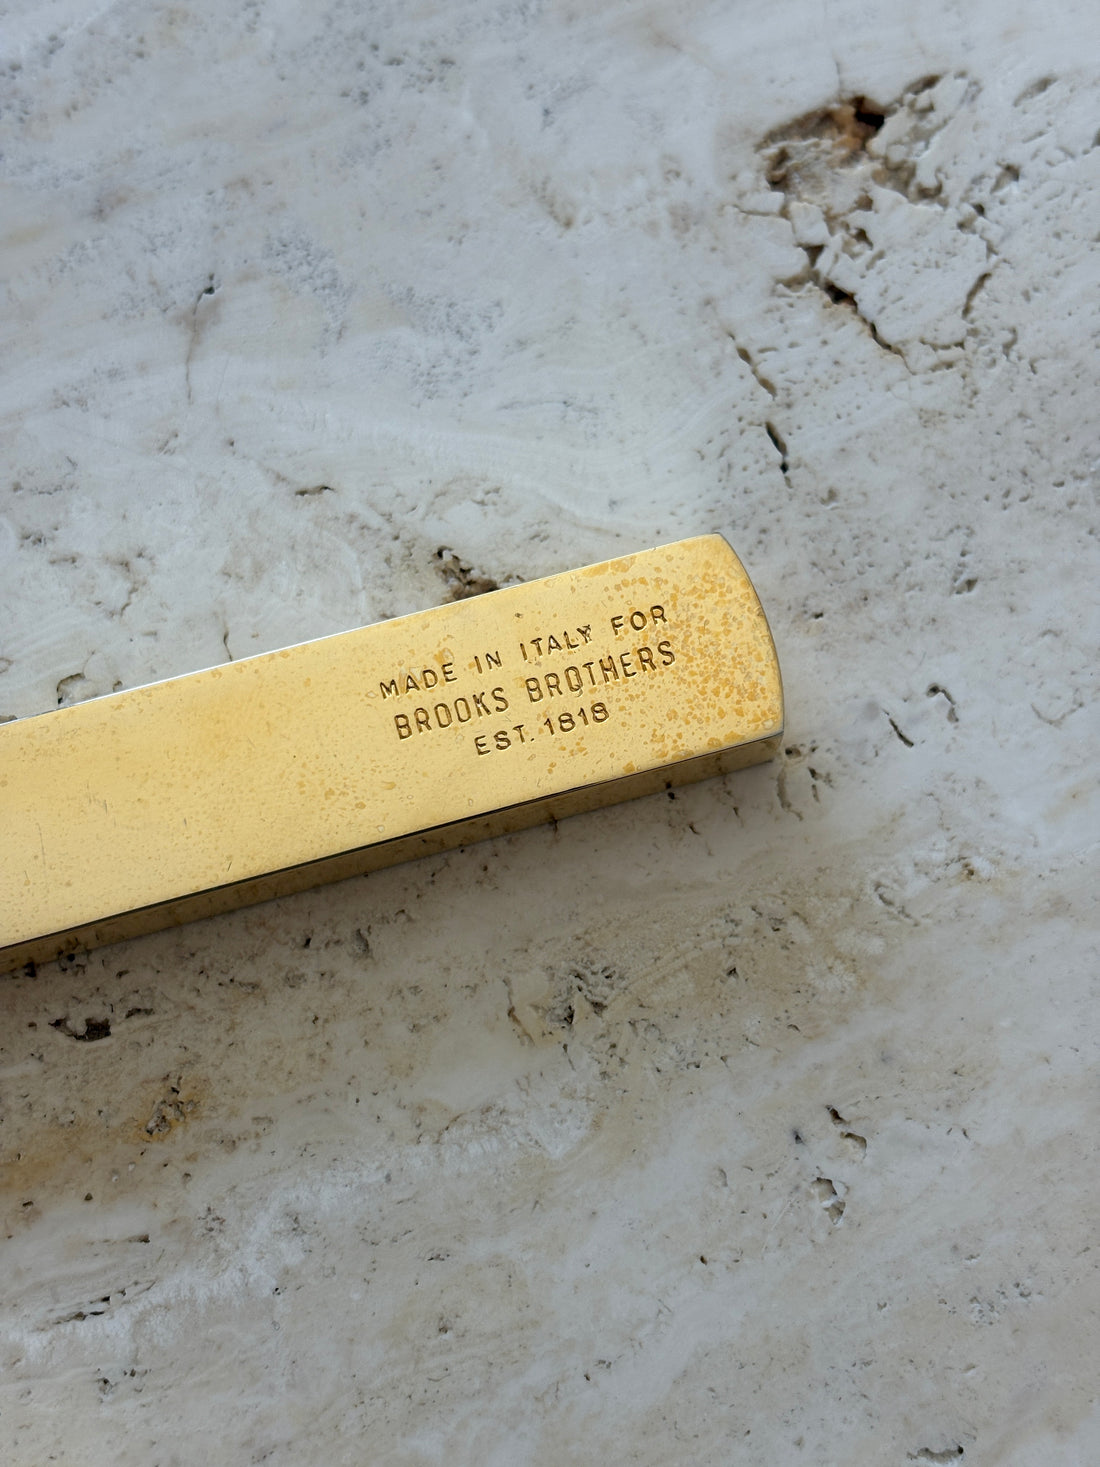 MADE IN ITALY FOR
BROOKS BROTHERS
EST. 1818